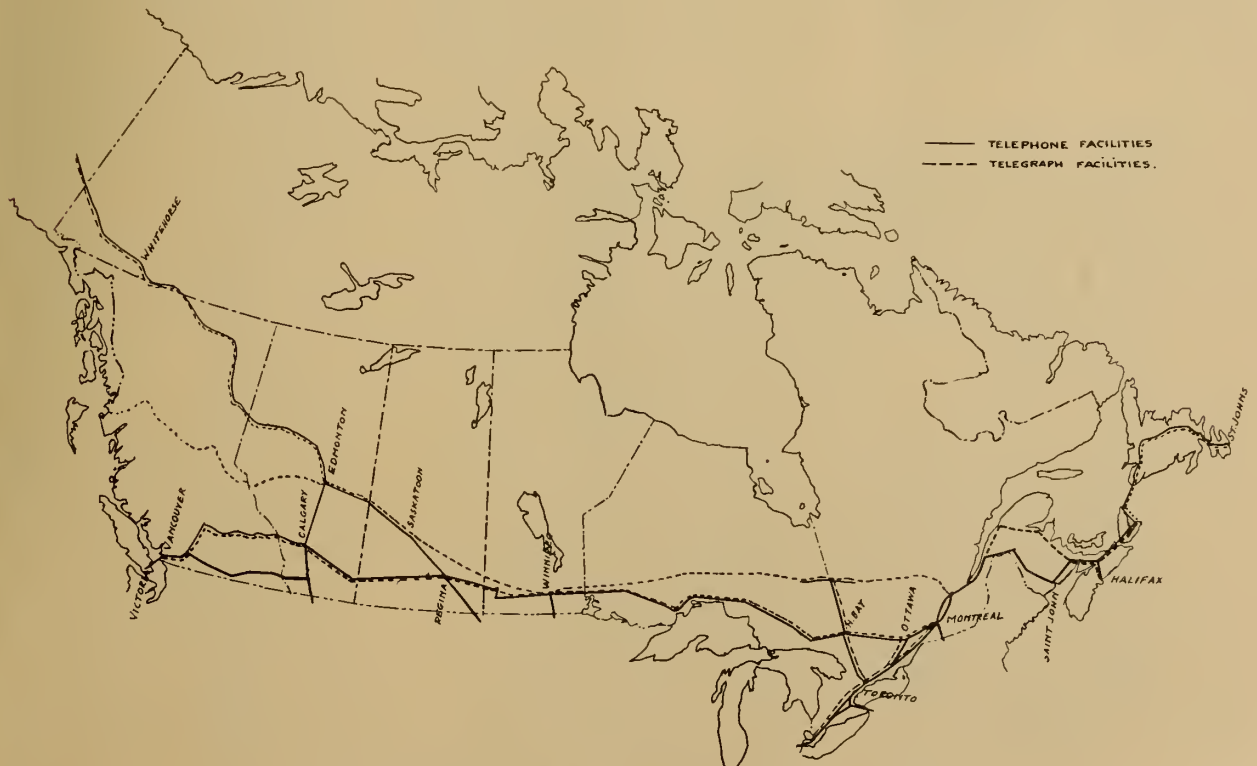 TELEPHONE FACILITIES
TELEGRAPH FACILITIES.
WHITEHORSE
EDMONTON
SASKATOON
CALGARY
VANCOUVER
VICTORIA
REGINA
WINNIPEG
N.BAY
OTTAWA
MONTREAL
TORONTO
SAINT JOHN
HALIFAX
ST.JOHNS